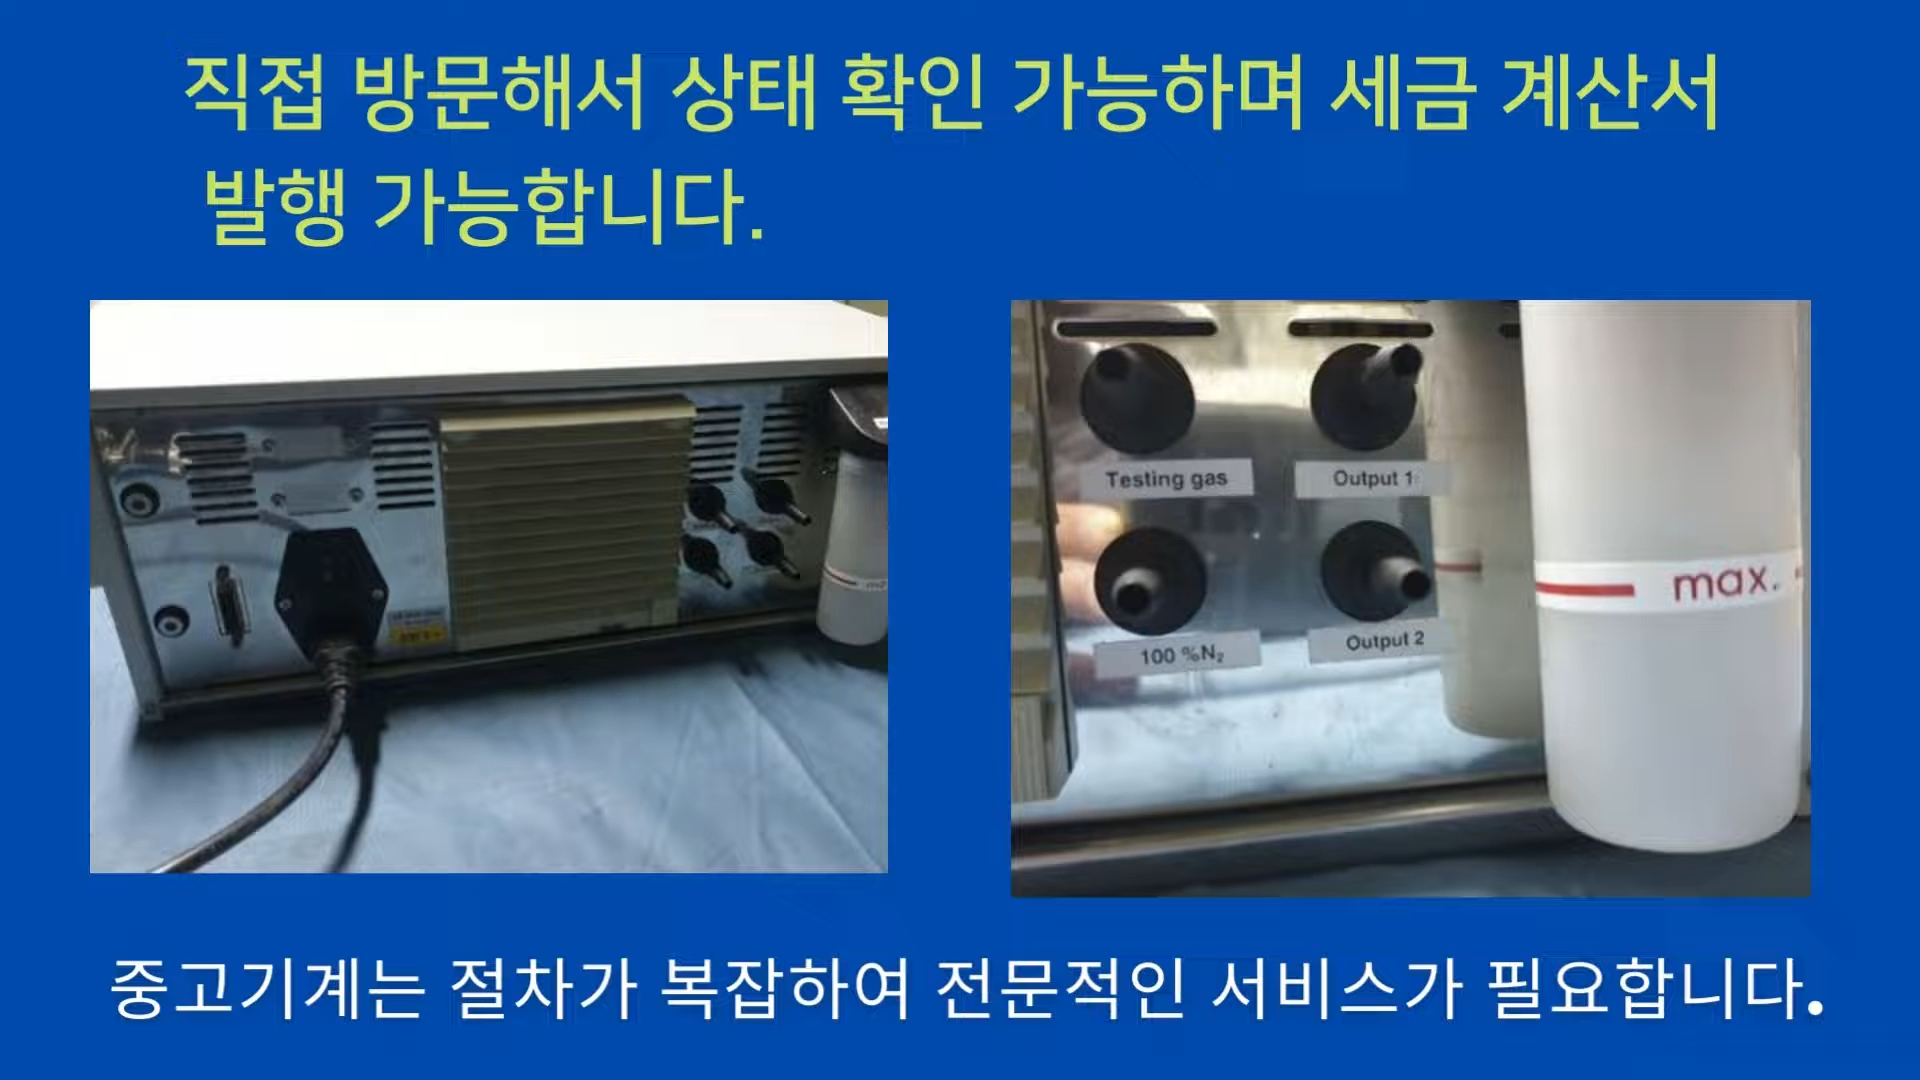 직접 방문해서 상태 확인 가능하며 세금 계산서
발행 가능합니다.
Testing gas
Output 1
100 %N₂
Output 2
max.
중고기계는 절차가 복잡하여 전문적인 서비스가 필요합니다.